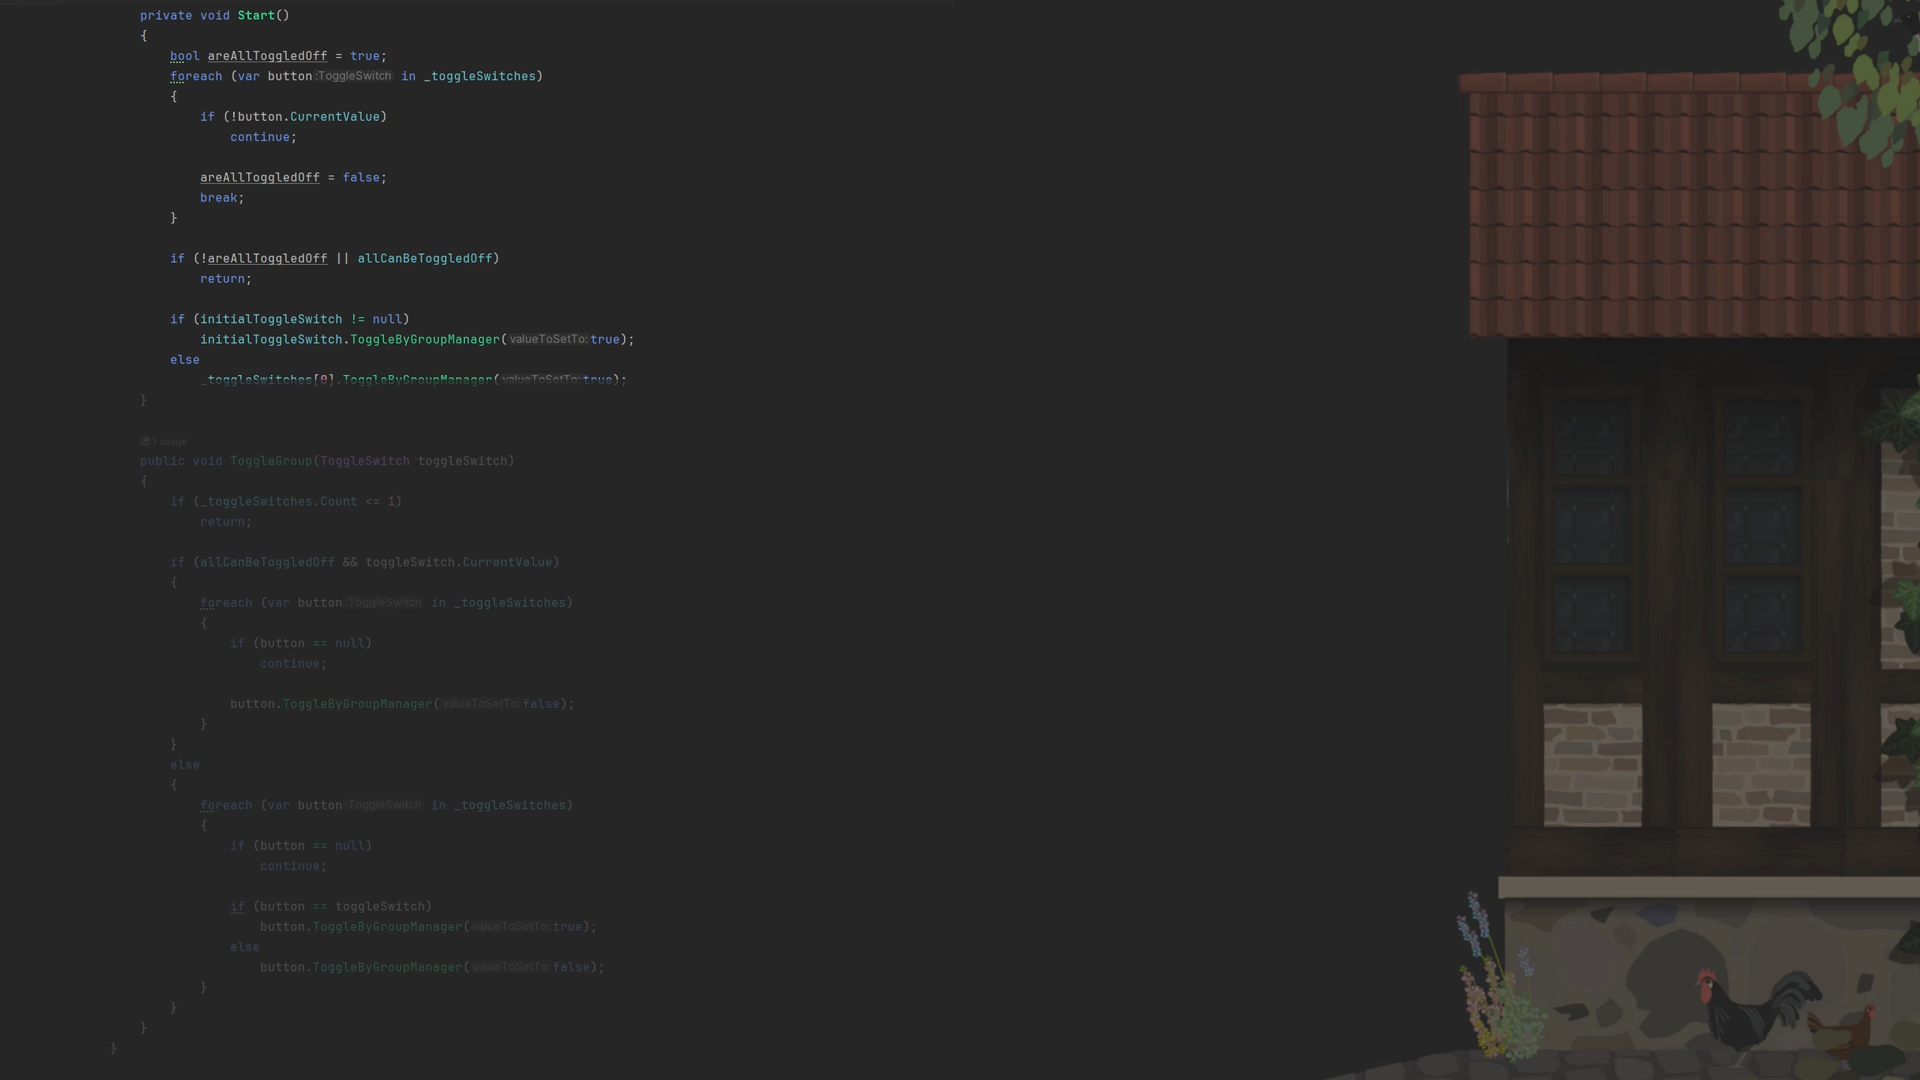 private void Start()
{
bool areAllToggledOff = true;
foreach (var button :ToggleSwitch in _toggleSwitches)
{
if (!button.CurrentValue)
continue;
areAllToggledOff = false;
break;
}
if (!areAllToggledOff || allCanBeToggledOff)
return;
if (initialToggleSwitch != null)
initialToggleSwitch.ToggleByGroupManager( valueToSetTo: true);
else
_toggleSwitches[0].ToggleByGroupManager( valueToSetTo: true);
}
1 usage
public void ToggleGroup(ToggleSwitch toggleSwitch)
{
if (_toggleSwitches.Count <= 1)
return;
if (allCanBeToggledOff && toggleSwitch.CurrentValue)
{
foreach (var button :ToggleSwitch in _toggleSwitches)
{
if (button == null)
continue;
button.ToggleByGroupManager( valueToSetTo: false);
}
}
else
{
foreach (var button :ToggleSwitch in _toggleSwitches)
{
if (button == null)
continue;
if (button == toggleSwitch)
button.ToggleByGroupManager( valueToSetTo: true);
else
button.ToggleByGroupManager( valueToSetTo: false);
}
}
}
}